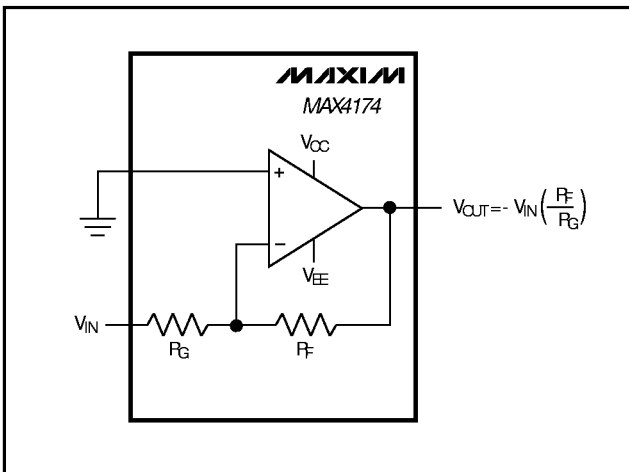 MAXIM
MAX4174
VCC
+
−
VEE
VOUT = - VIN (RF/RG)
VIN
RG
RF